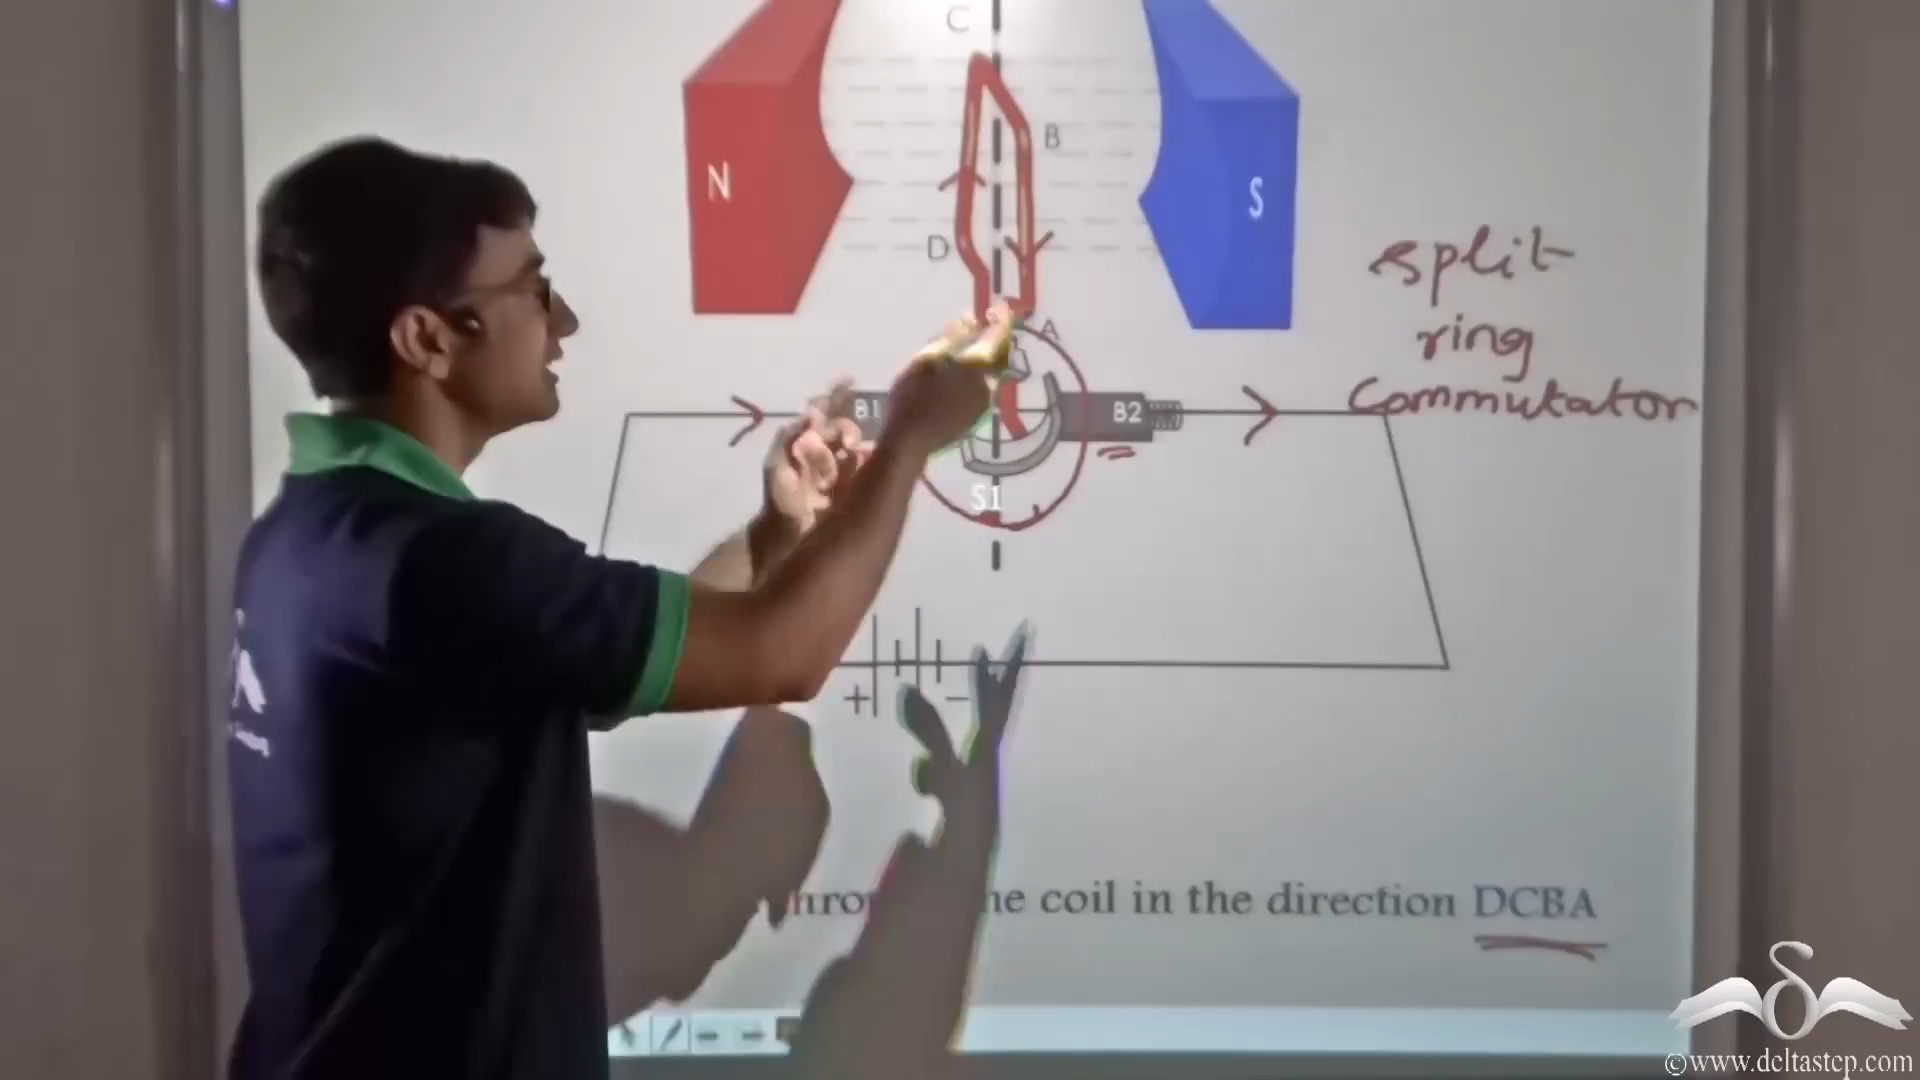 C
B
N
S
D
A
split
ring
Commutator
B1
B2
S1
+
−
the coil in the direction DCBA
©www.deltastep.com